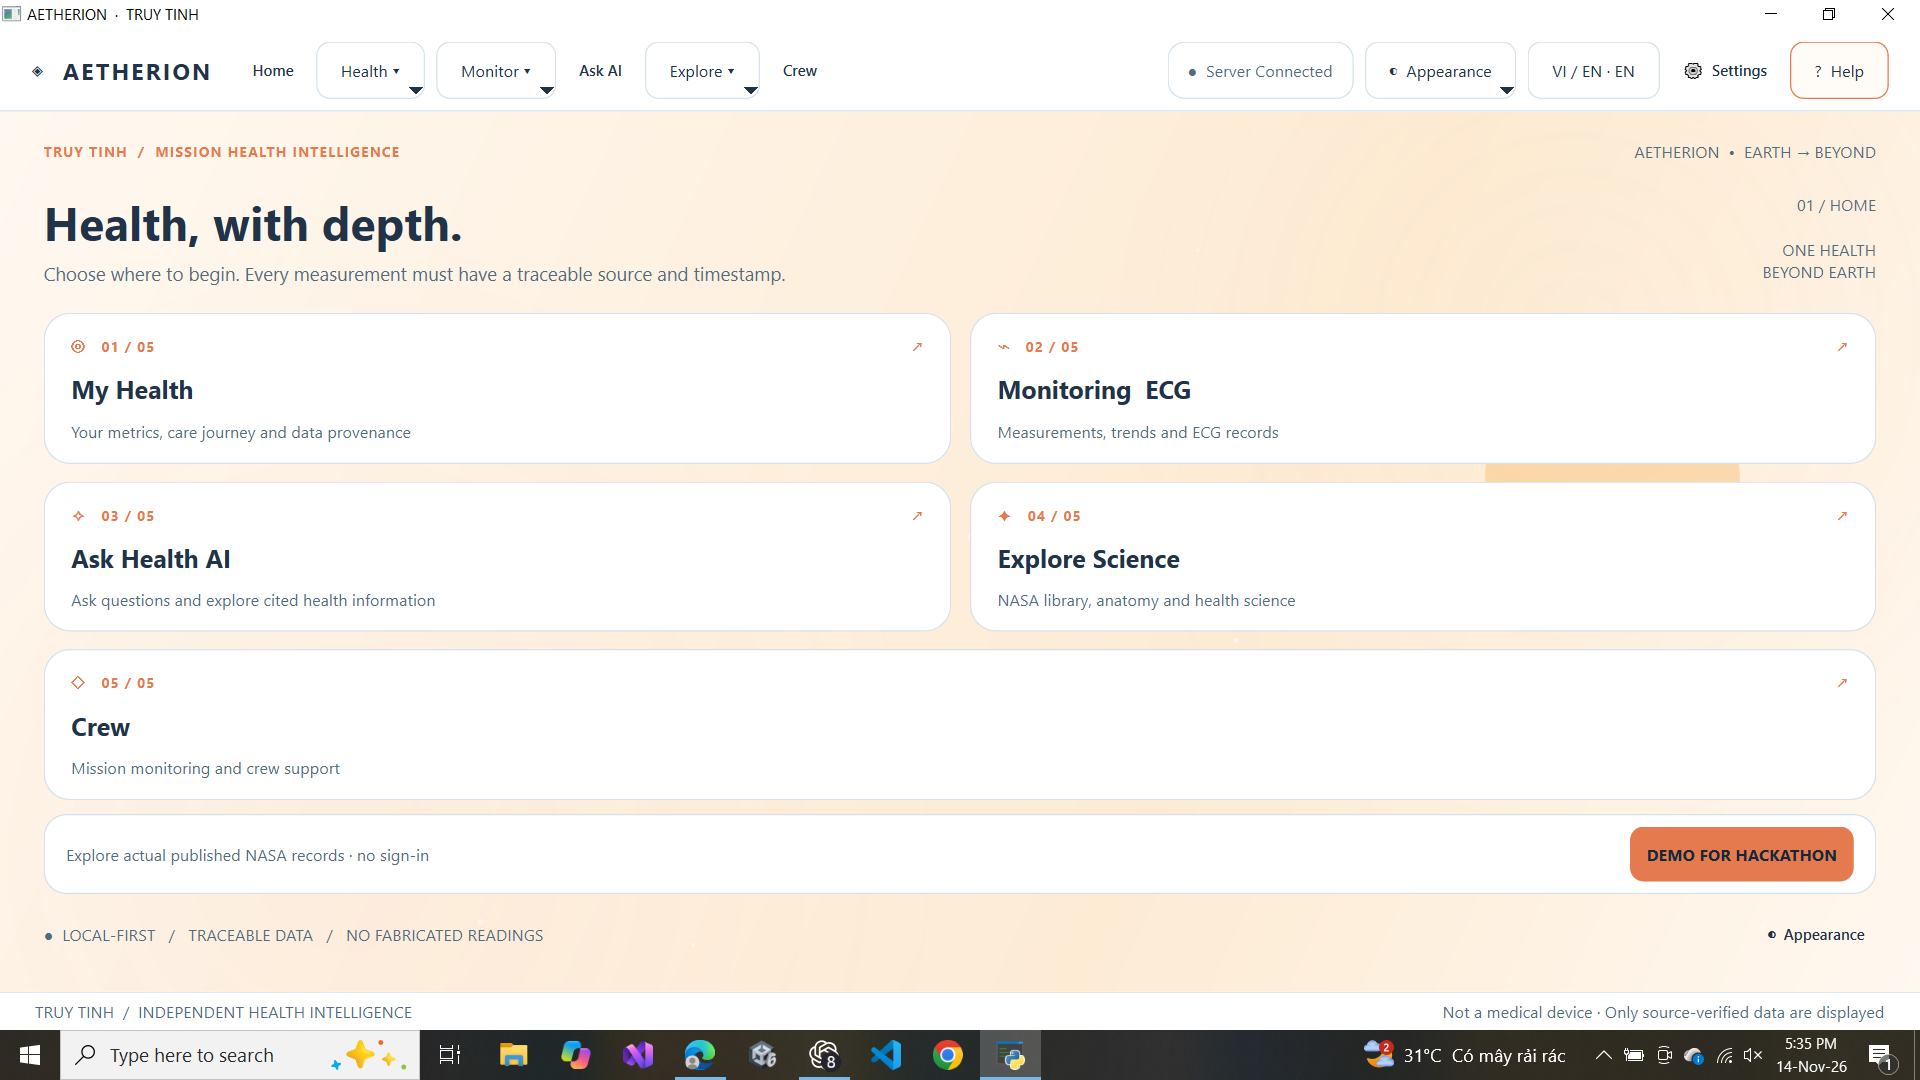 AETHERION · TRUY TINH
AETHERION
Home
Health ▾
Monitor ▾
Ask AI
Explore ▾
Crew
● Server Connected
Appearance
VI / EN · EN
Settings
? Help
TRUY TINH / MISSION HEALTH INTELLIGENCE
AETHERION • EARTH → BEYOND
Health, with depth.
01 / HOME
Choose where to begin. Every measurement must have a traceable source and timestamp.
ONE HEALTH
BEYOND EARTH
01 / 05
My Health
Your metrics, care journey and data provenance
02 / 05
Monitoring  ECG
Measurements, trends and ECG records
03 / 05
Ask Health AI
Ask questions and explore cited health information
04 / 05
Explore Science
NASA library, anatomy and health science
05 / 05
Crew
Mission monitoring and crew support
Explore actual published NASA records · no sign-in
DEMO FOR HACKATHON
● LOCAL-FIRST / TRACEABLE DATA / NO FABRICATED READINGS
Appearance
TRUY TINH / INDEPENDENT HEALTH INTELLIGENCE
Not a medical device · Only source-verified data are displayed
Type here to search
8
2
31°C Có mây rải rác
5:35 PM
14-Nov-26
1